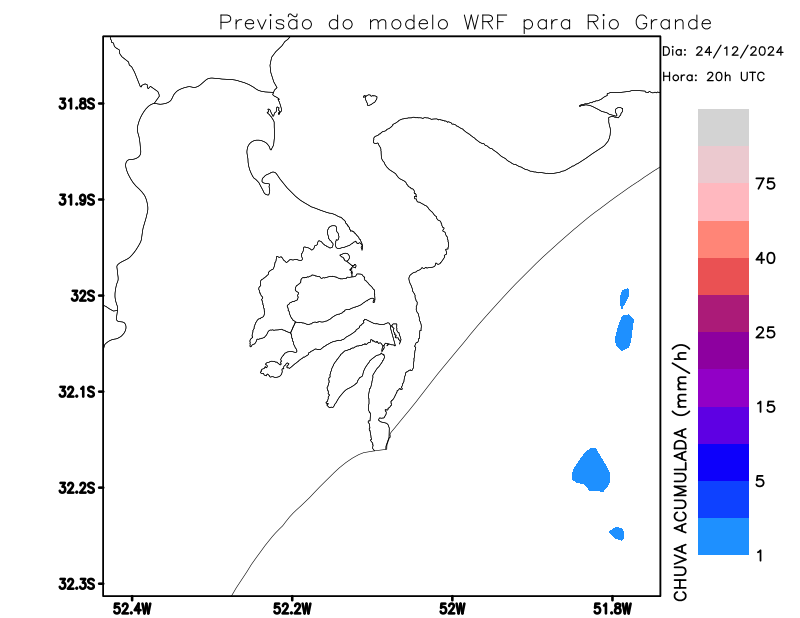 Previsão do modelo WRF para Rio Grande
Dia: 24/12/2024
Hora: 20h UTC
31.8S
31.9S
32S
32.1S
32.2S
32.3S
52.4W
52.2W
52W
51.8W
75
40
25
15
5
1
CHUVA ACUMULADA (mm/h)